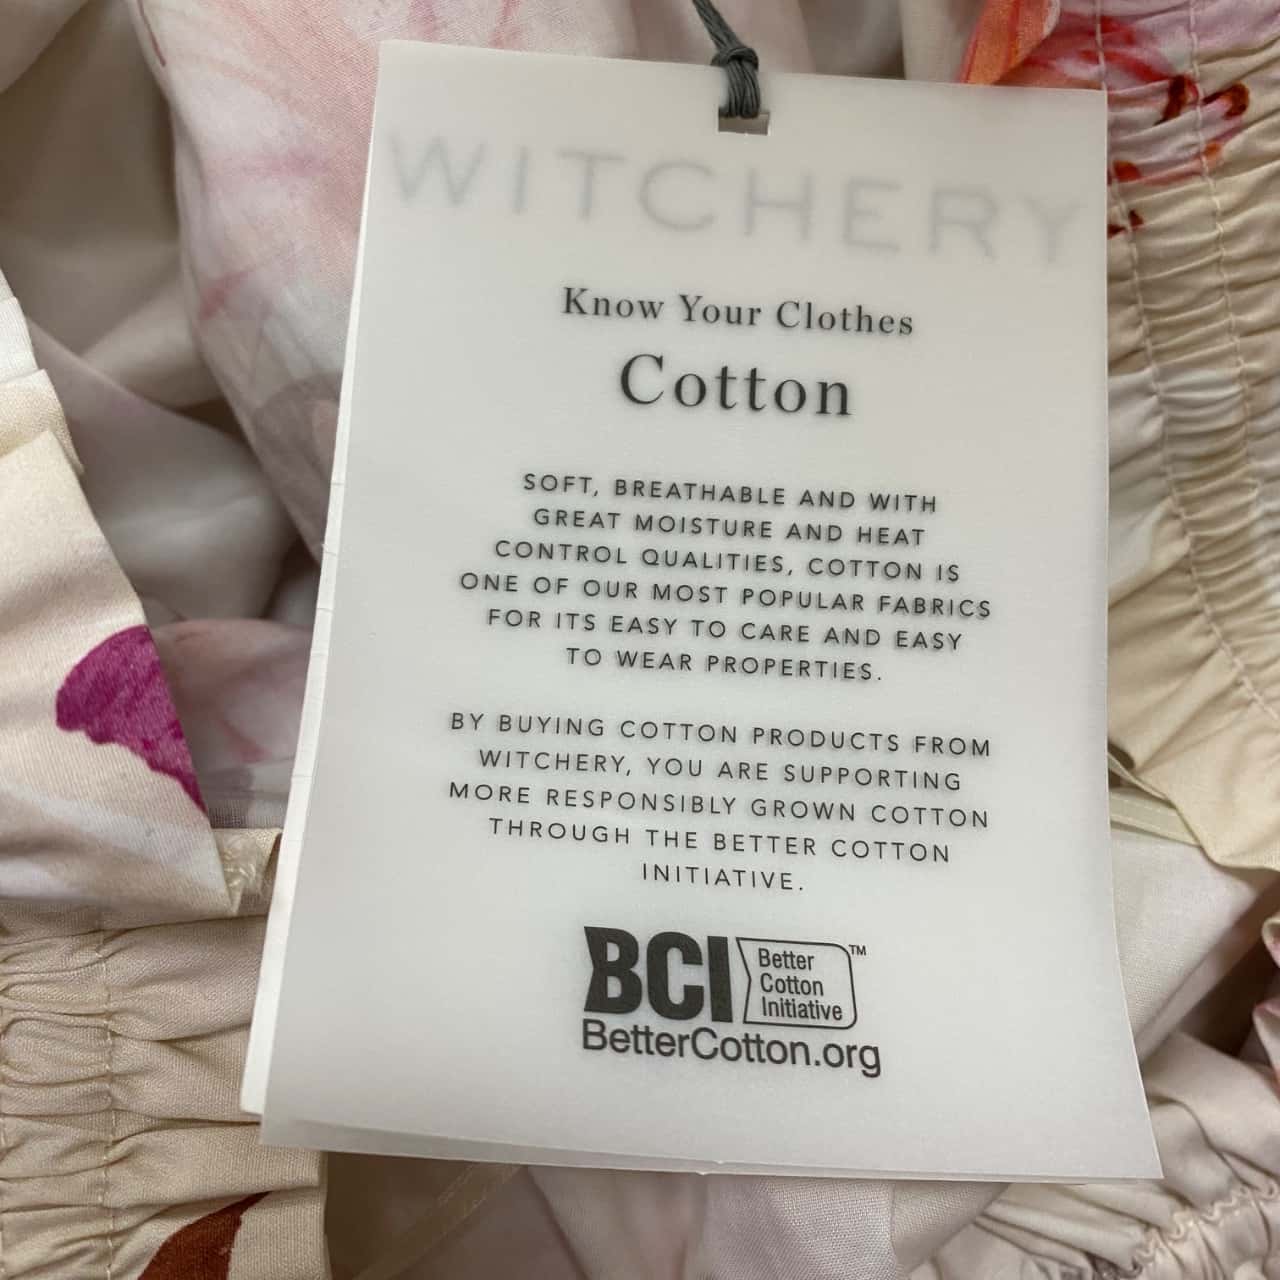 WITCHERY
Know Your Clothes
Cotton
SOFT, BREATHABLE AND WITH
GREAT MOISTURE AND HEAT
CONTROL QUALITIES, COTTON IS
ONE OF OUR MOST POPULAR FABRICS
FOR ITS EASY TO CARE AND EASY
TO WEAR PROPERTIES.
BY BUYING COTTON PRODUCTS FROM
WITCHERY, YOU ARE SUPPORTING
MORE RESPONSIBLY GROWN COTTON
THROUGH THE BETTER COTTON
INITIATIVE.
BCI
Better
Cotton
Initiative
™
BetterCotton.org